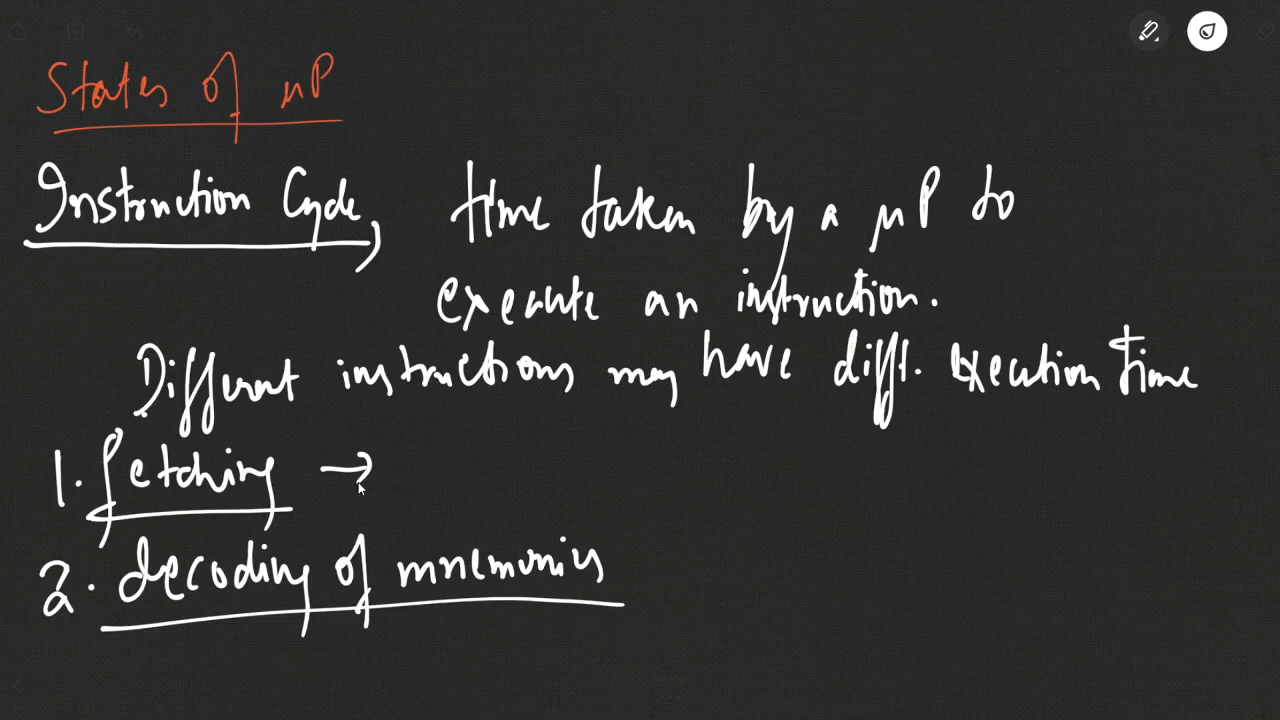 States of μP
Instruction Cycle, time taken by a μP to
execute an instruction.
Different instructions may have diff. execution time
1. fetching →
2. decoding of mnemonics